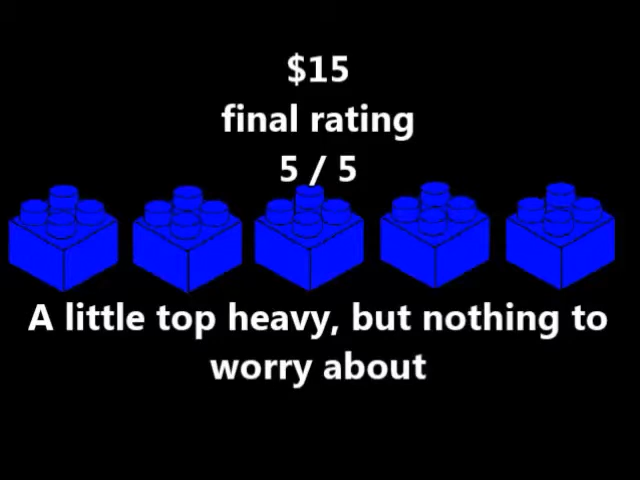 $15
final rating
5 / 5
A little top heavy, but nothing to
worry about